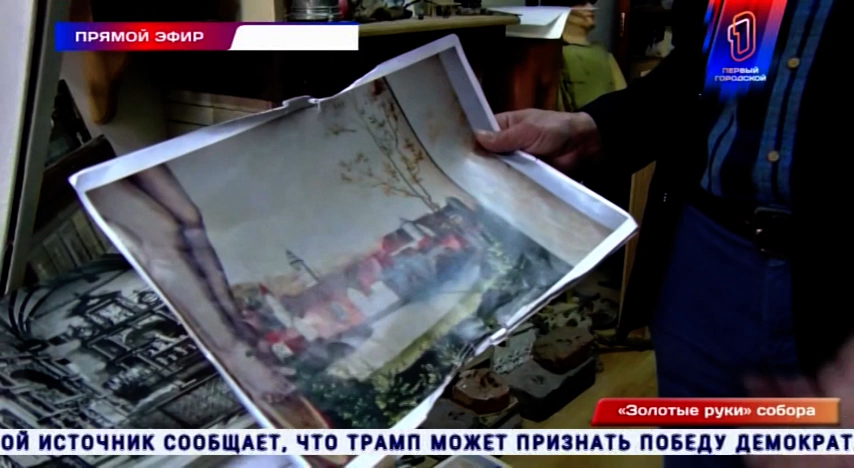 ПРЯМОЙ ЭФИР
1
ПЕРВЫЙ
ГОРОДСКОЙ
«Золотые руки» собора
ОЙ ИСТОЧНИК СООБЩАЕТ, ЧТО ТРАМП МОЖЕТ ПРИЗНАТЬ ПОБЕДУ ДЕМОКРАТ